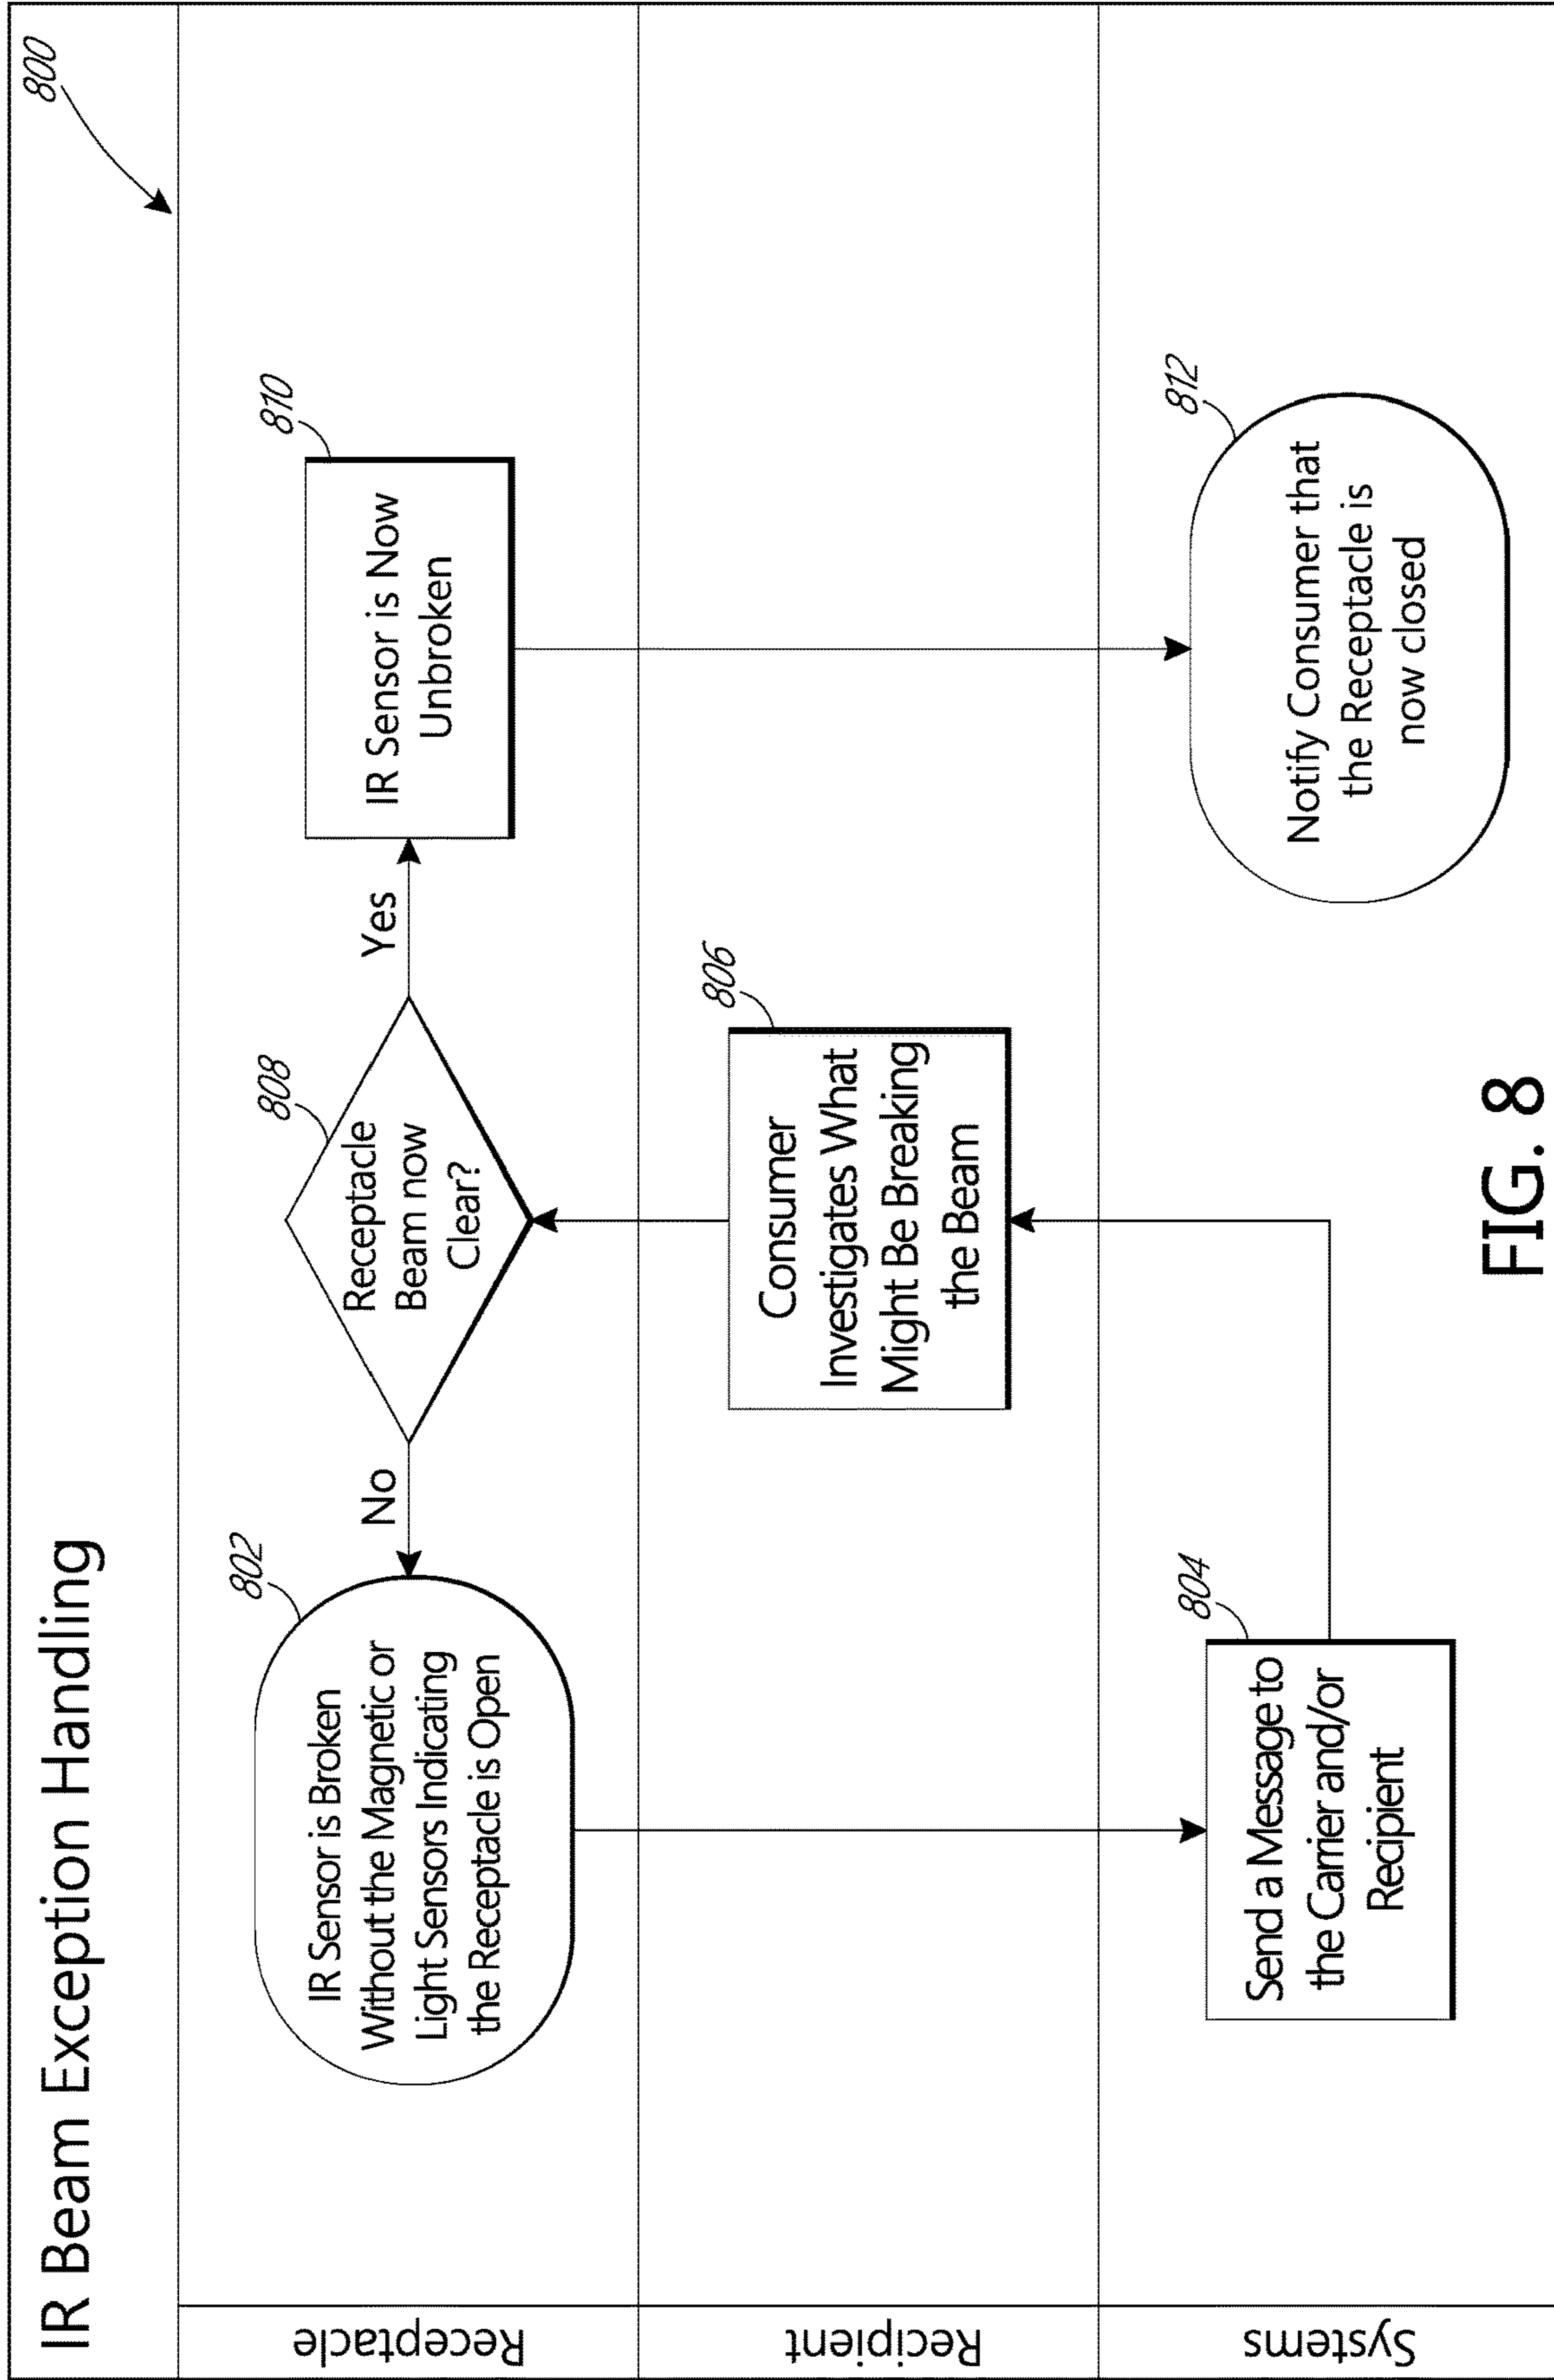 IR Beam Exception Handling
800
Receptacle
802
IR Sensor is Broken
Without the Magnetic or
Light Sensors Indicating
the Receptacle is Open
No
808
Receptacle
Beam now
Clear?
Yes
810
IR Sensor is Now
Unbroken
Recipient
806
Consumer
Investigates What
Might Be Breaking
the Beam
Systems
804
Send a Message to
the Carrier and/or
Recipient
812
Notify Consumer that
the Receptacle is
now closed
FIG. 8